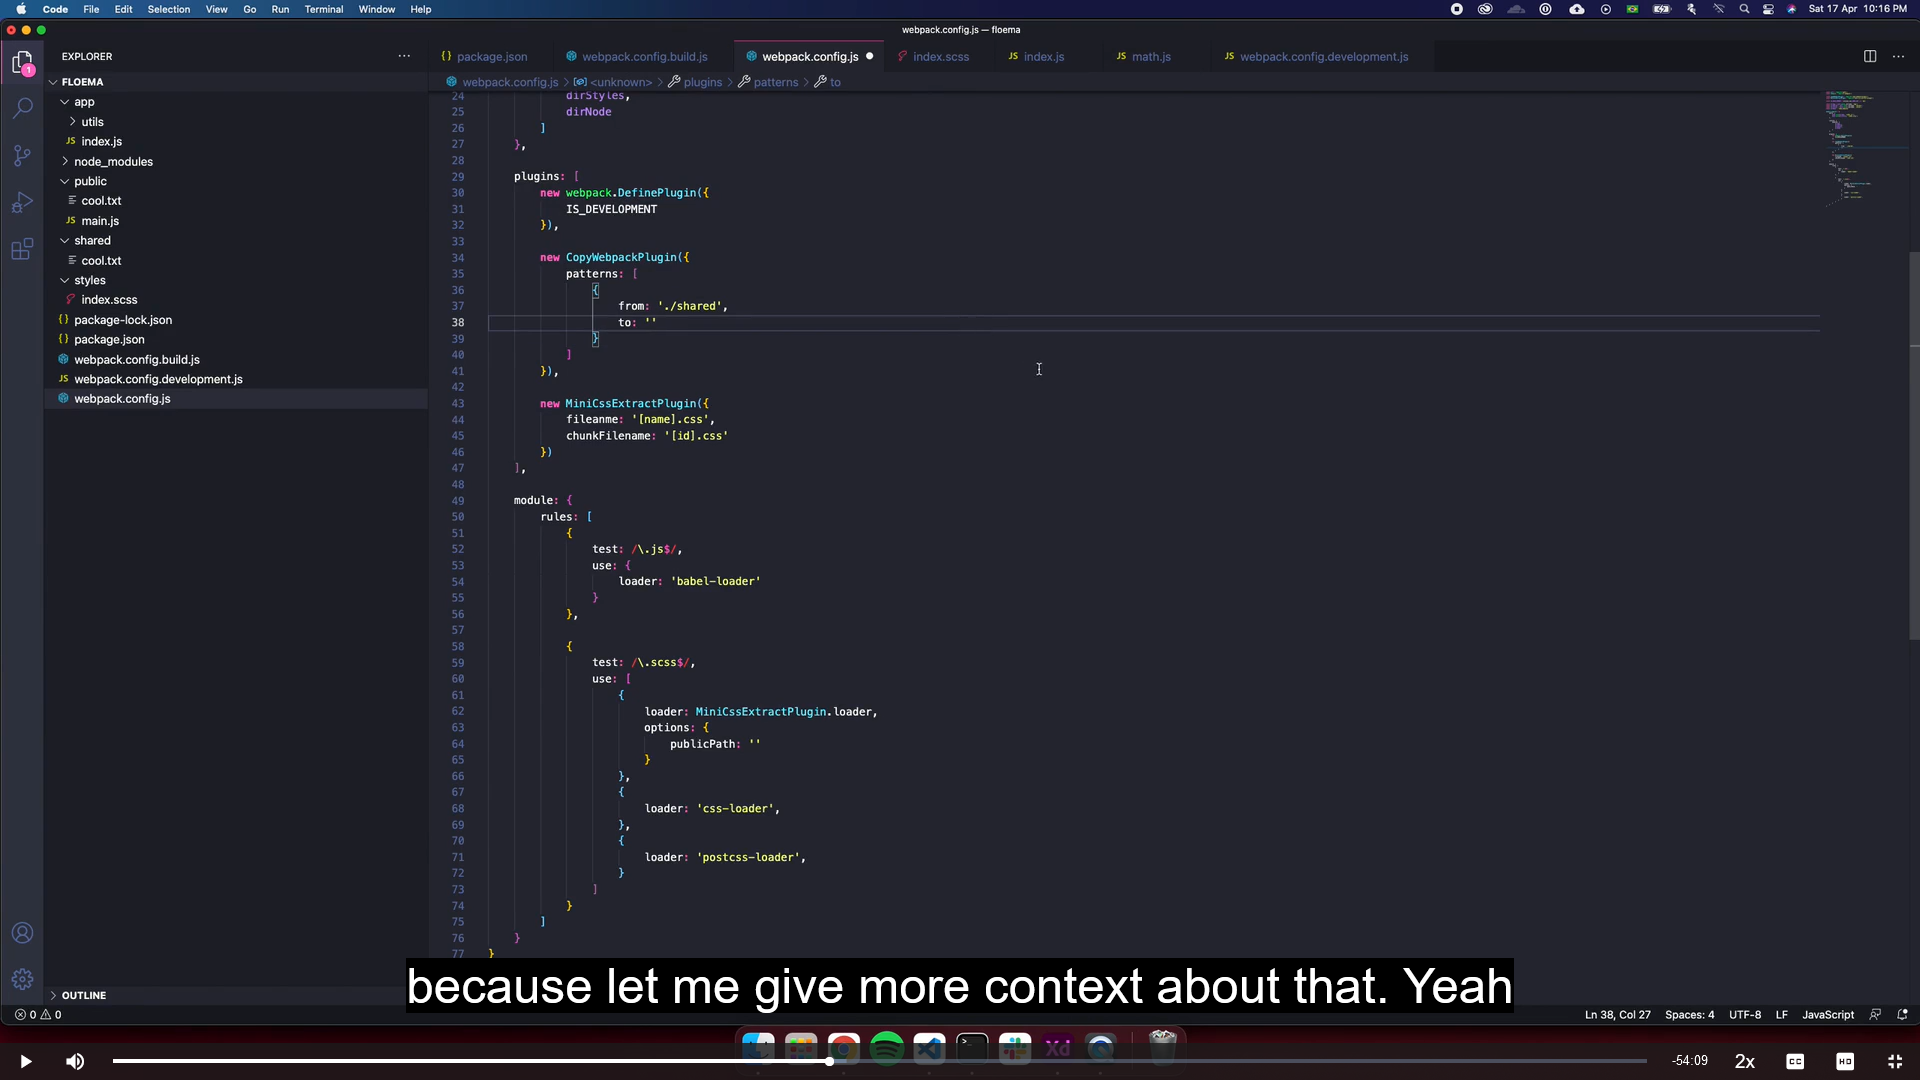 Code File Edit Selection View Go Run Terminal Window Help
Sat 17 Apr 10:16 PM
webpack.config.js — floema
EXPLORER
package.json
webpack.config.build.js
webpack.config.js
index.scss
JS index.js
JS math.js
JS webpack.config.development.js
webpack.config.js > <unknown> > plugins > patterns > to
FLOEMA
app
utils
JS index.js
node_modules
public
cool.txt
JS main.js
shared
cool.txt
styles
index.scss
{} package-lock.json
{} package.json
webpack.config.build.js
JS webpack.config.development.js
webpack.config.js
OUTLINE
24 dirStyles,
25 dirNode
26 ]
27 },
28
29 plugins: [
30 new webpack.DefinePlugin({
31 IS_DEVELOPMENT
32 }),
33
34 new CopyWebpackPlugin({
35 patterns: [
36 {
37 from: './shared',
38 to: ''
39 }
40 ]
41 }),
42
43 new MiniCssExtractPlugin({
44 fileanme: '[name].css',
45 chunkFilename: '[id].css'
46 })
47 ],
48
49 module: {
50 rules: [
51 {
52 test: /\.js$/,
53 use: {
54 loader: 'babel-loader'
55 }
56 },
57
58 {
59 test: /\.scss$/,
60 use: [
61 {
62 loader: MiniCssExtractPlugin.loader,
63 options: {
64 publicPath: ''
65 }
66 },
67 {
68 loader: 'css-loader',
69 },
70 {
71 loader: 'postcss-loader',
72 }
73 ]
74 }
75 ]
76 }
77 }
because let me give more context about that. Yeah
0 0
Ln 38, Col 27 Spaces: 4 UTF-8 LF JavaScript
-54:09 2x CC HD